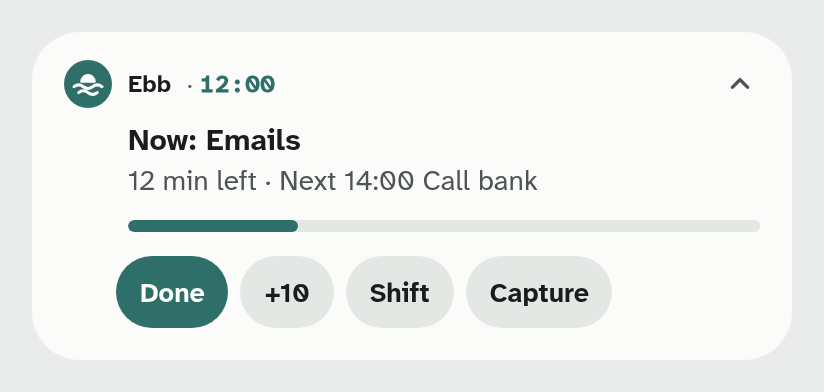 Ebb · 12:00
Now: Emails
12 min left · Next 14:00 Call bank
Done +10 Shift Capture